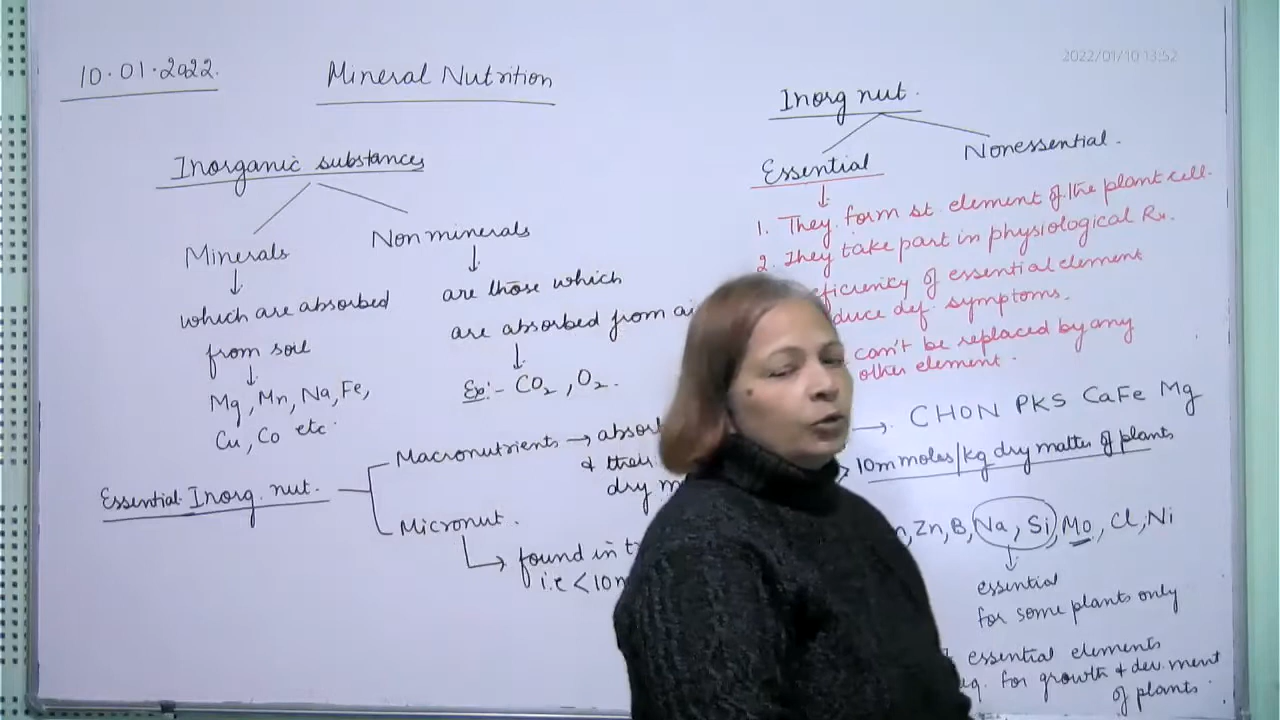 2022/01/10 13:52
10.01.2022.
Mineral Nutrition
Inorganic substances
Minerals
which are absorbed
from soil
Mg, Mn, Na, Fe,
Cu, Co etc.
Non minerals
are those which
are absorbed from
Ex:- CO₂, O₂.
Essential Inorg. nut.
Macronutrients → absor
& their
dry m
Micronut.
found in t
i.e < 10 m
Inorg nut.
Essential
Nonessential.
1. They form st. element of the plant cell.
2. They take part in physiological Rx.
eficiency of essential element
duce def. symptoms.
can't be replaced by any
other element.
→ CHON PKS CaFe Mg
10 m moles/kg dry matter of plants
Zn, B, Na, Si, Mo, Cl, Ni
essential
for some plants only
essential elements
for growth & dev. ment
of plants.